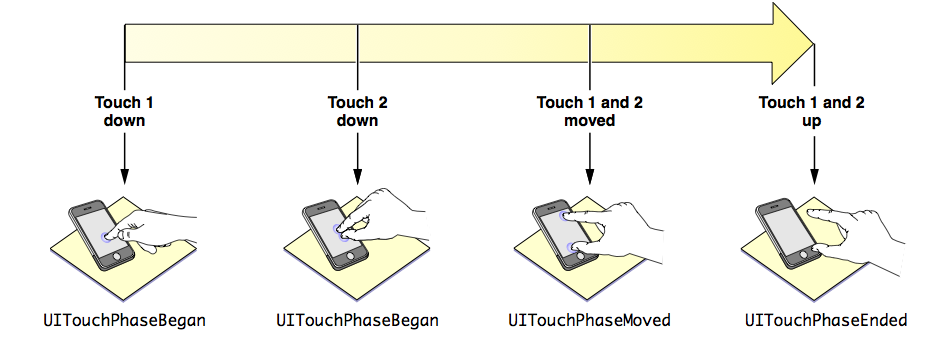 Touch 1
down
Touch 2
down
Touch 1 and 2
moved
Touch 1 and 2
up
UITouchPhaseBegan
UITouchPhaseBegan
UITouchPhaseMoved
UITouchPhaseEnded